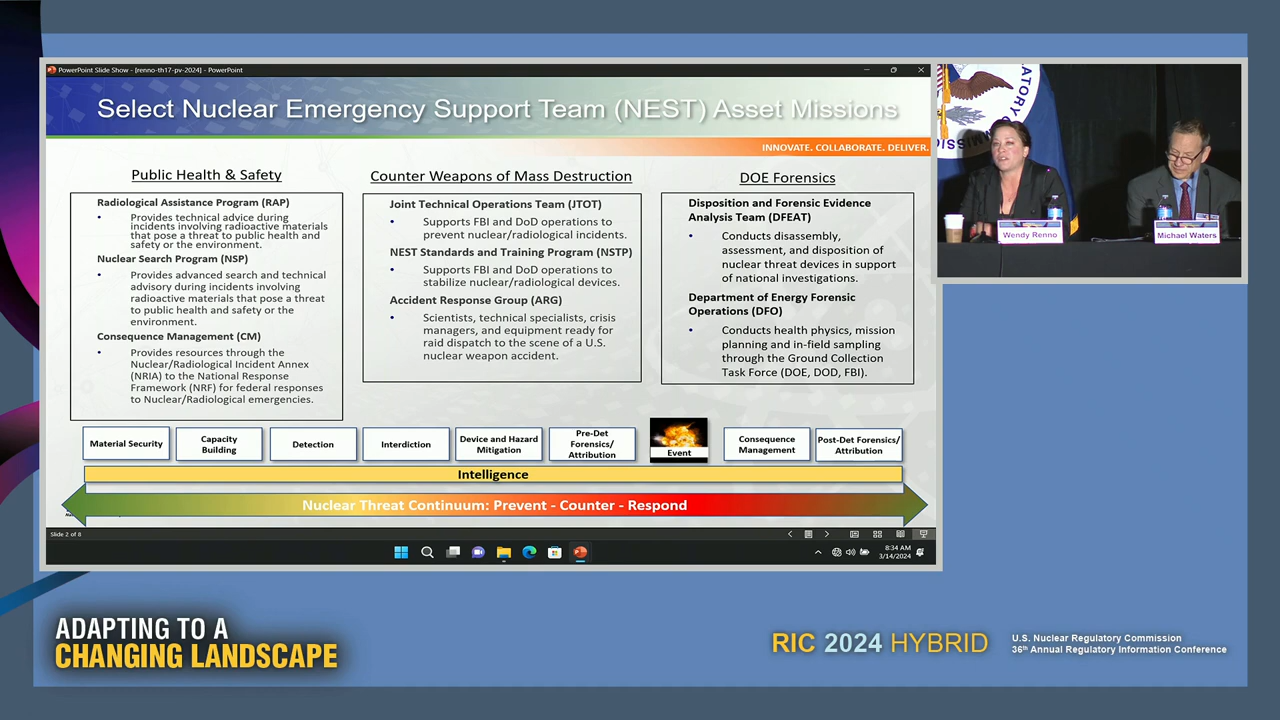 PowerPoint Slide Show - [renno-th17-pv-2024] - PowerPoint
Select Nuclear Emergency Support Team (NEST) Asset Missions
INNOVATE. COLLABORATE. DELIVER.
Public Health & Safety
Radiological Assistance Program (RAP)
• Provides technical advice during
incidents involving radioactive materials
that pose a threat to public health and
safety or the environment.
Nuclear Search Program (NSP)
• Provides advanced search and technical
advisory during incidents involving
radioactive materials that pose a threat
to public health and safety or the
environment.
Consequence Management (CM)
• Provides resources through the
Nuclear/Radiological Incident Annex
(NRIA) to the National Response
Framework (NRF) for federal responses
to Nuclear/Radiological emergencies.
Counter Weapons of Mass Destruction
Joint Technical Operations Team (JTOT)
• Supports FBI and DoD operations to
prevent nuclear/radiological incidents.
NEST Standards and Training Program (NSTP)
• Supports FBI and DoD operations to
stabilize nuclear/radiological devices.
Accident Response Group (ARG)
• Scientists, technical specialists, crisis
managers, and equipment ready for
raid dispatch to the scene of a U.S.
nuclear weapon accident.
DOE Forensics
Disposition and Forensic Evidence
Analysis Team (DFEAT)
• Conducts disassembly,
assessment, and disposition of
nuclear threat devices in support
of national investigations.
Department of Energy Forensic
Operations (DFO)
• Conducts health physics, mission
planning and in-field sampling
through the Ground Collection
Task Force (DOE, DOD, FBI).
Material Security
Capacity
Building
Detection
Interdiction
Device and Hazard
Mitigation
Pre-Det
Forensics/
Attribution
Event
Consequence
Management
Post-Det Forensics/
Attribution
Intelligence
Nuclear Threat Continuum: Prevent - Counter - Respond
Slide 2 of 8
8:34 AM
3/14/2024
Wendy Renno
Michael Waters
ADAPTING TO A
CHANGING LANDSCAPE
RIC 2024 HYBRID
U.S. Nuclear Regulatory Commission
36th Annual Regulatory Information Conference